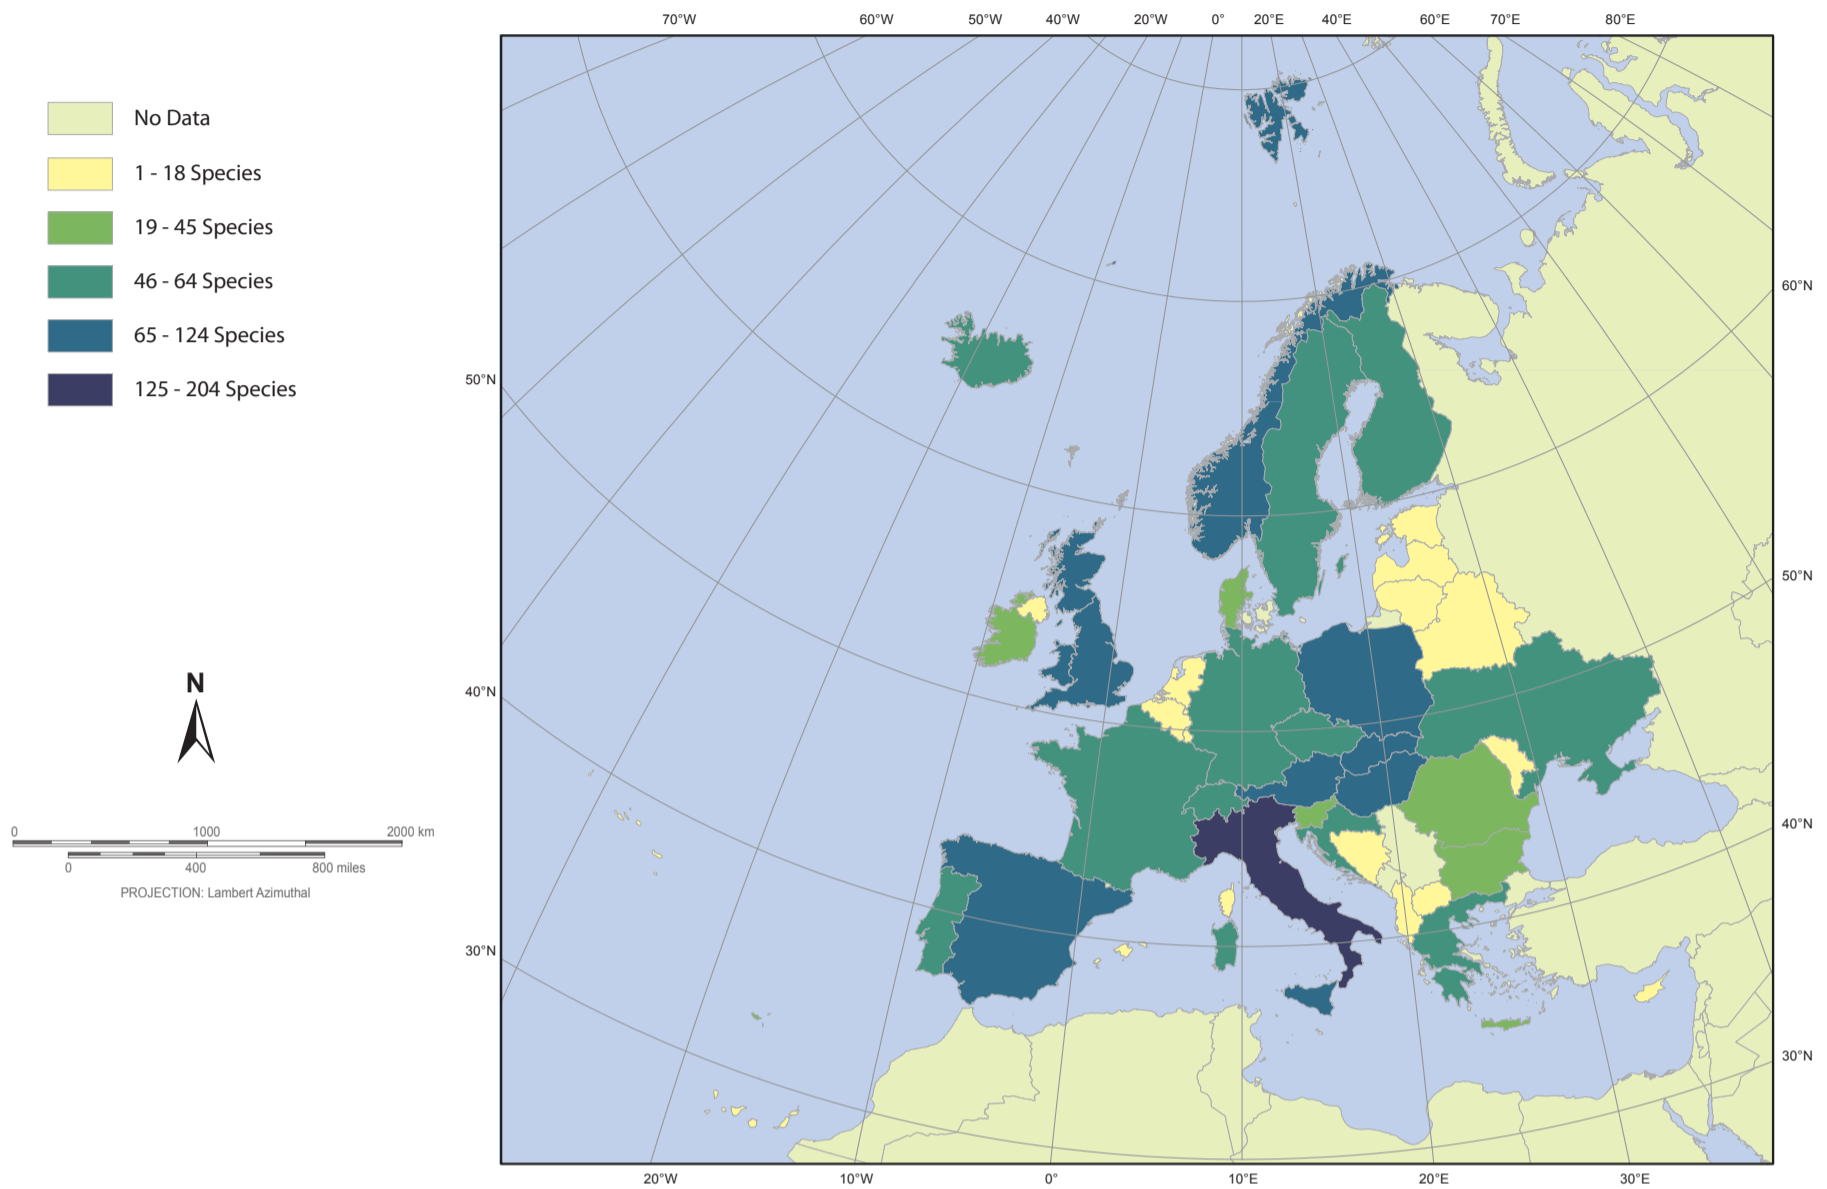 70°W 60°W 50°W 40°W 20°W 0° 20°E 40°E 60°E 70°E 80°E
No Data
1 - 18 Species
19 - 45 Species
46 - 64 Species
65 - 124 Species
125 - 204 Species
60°N
50°N
50°N
40°N
N
40°N
0 1000 2000 km
0 400 800 miles
PROJECTION: Lambert Azimuthal
30°N
30°N
20°W 10°W 0° 10°E 20°E 30°E